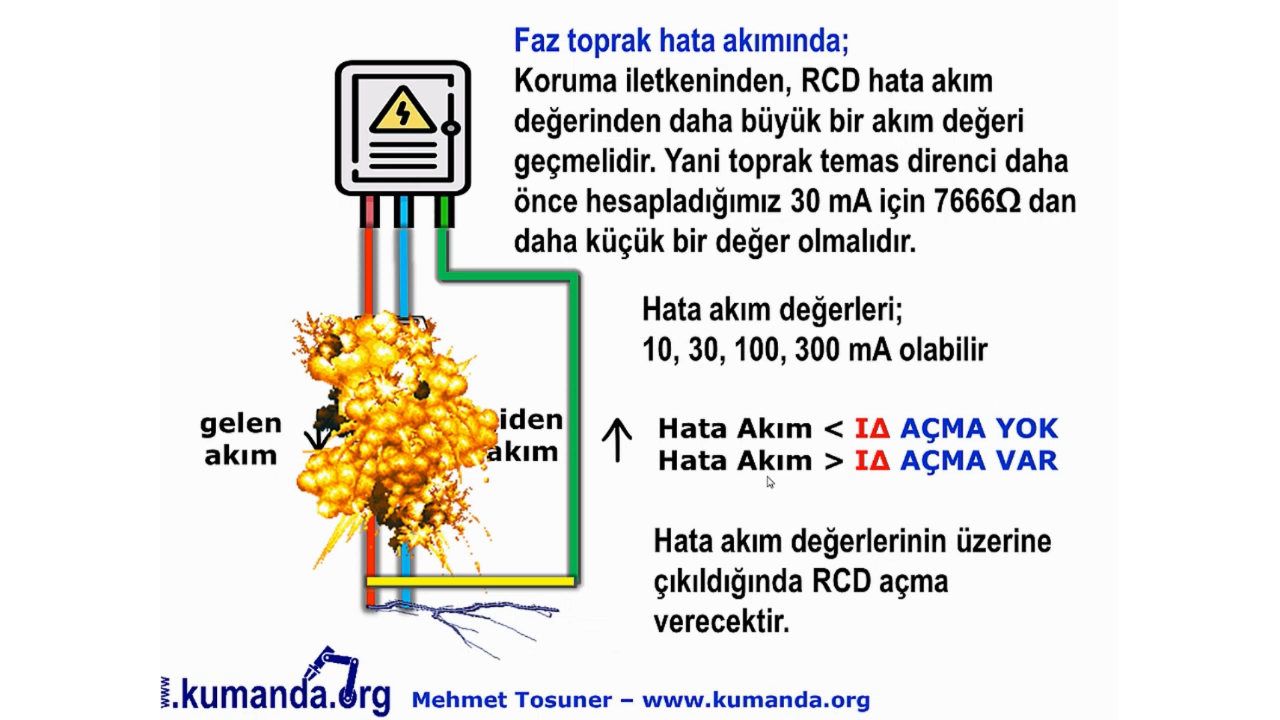 Faz toprak hata akımında;
Koruma iletkeninden, RCD hata akım
değerinden daha büyük bir akım değeri
geçmelidir. Yani toprak temas direnci daha
önce hesapladığımız 30 mA için 7666Ω dan
daha küçük bir değer olmalıdır.
Hata akım değerleri;
10, 30, 100, 300 mA olabilir
gelen
akım
iden
akım
Hata Akım < I∆ AÇMA YOK
Hata Akım > I∆ AÇMA VAR
Hata akım değerlerinin üzerine
çıkıldığında RCD açma
verecektir.
www.kumanda.org
Mehmet Tosuner – www.kumanda.org